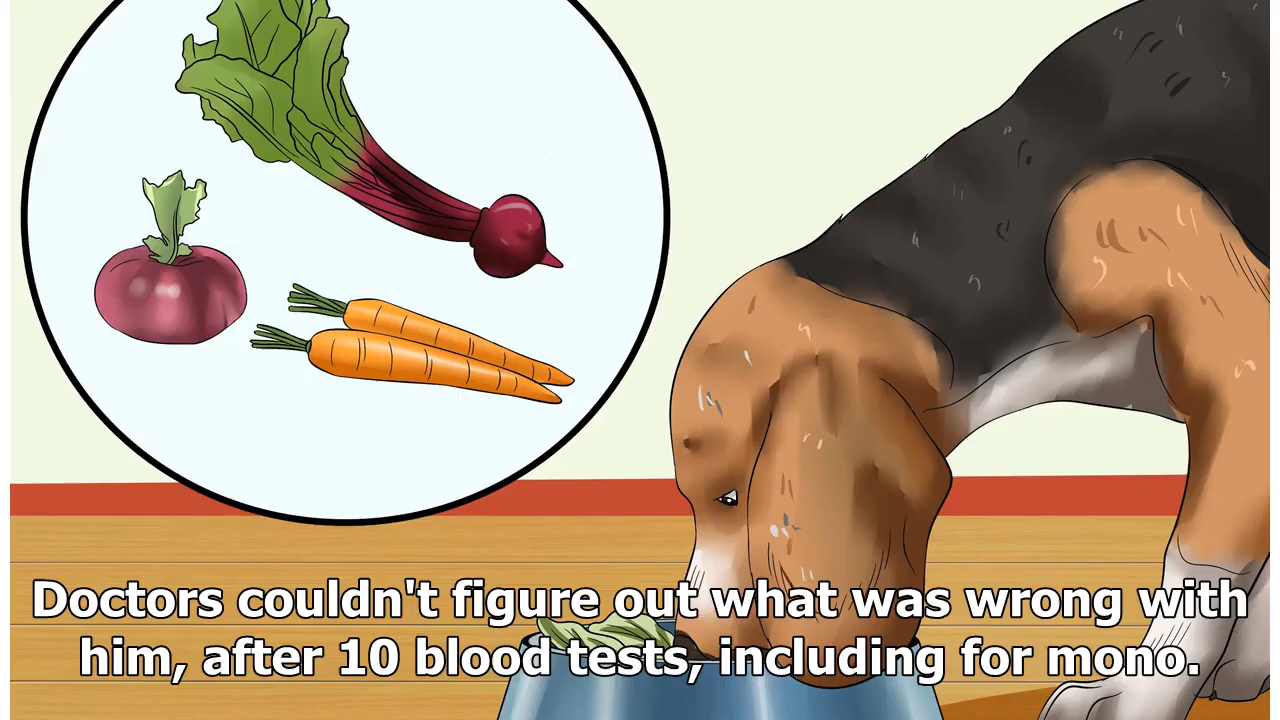 Doctors couldn't figure out what was wrong with
him, after 10 blood tests, including for mono.